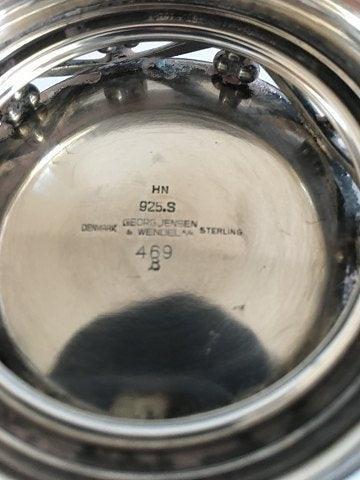 HN
925.S
GEORG JENSEN
DENMARK & WENDEL A/S STERLING
469
B